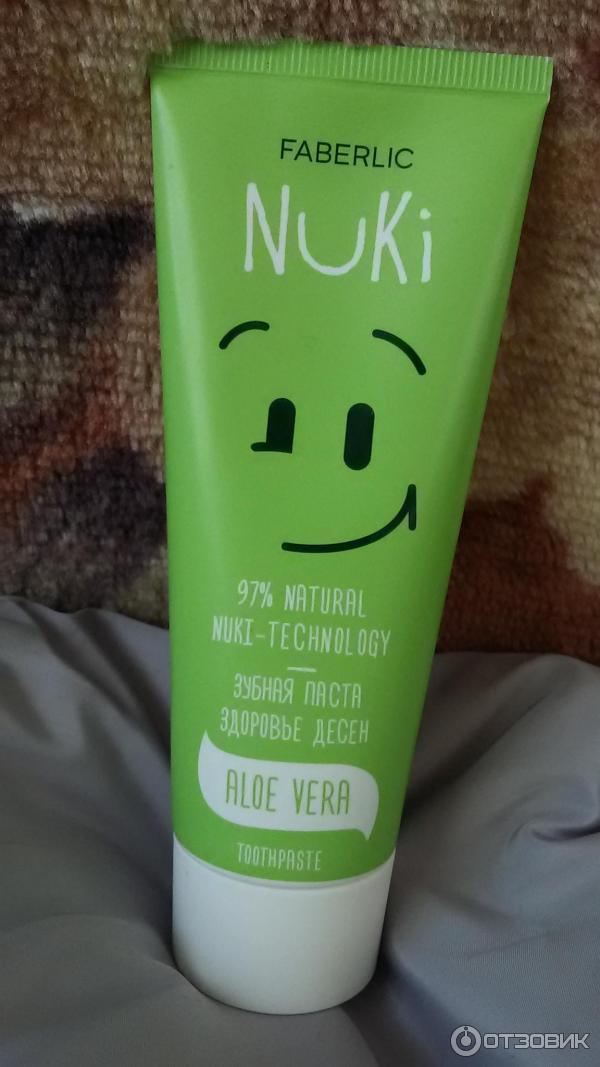 FABERLIC
NUKi
97% NATURAL
NUKI-TECHNOLOGY
ЗУБНАЯ ПАСТА
ЗДОРОВЬЕ ДЕСЕН
ALOE VERA
TOOTHPASTE
ОТЗОВИК